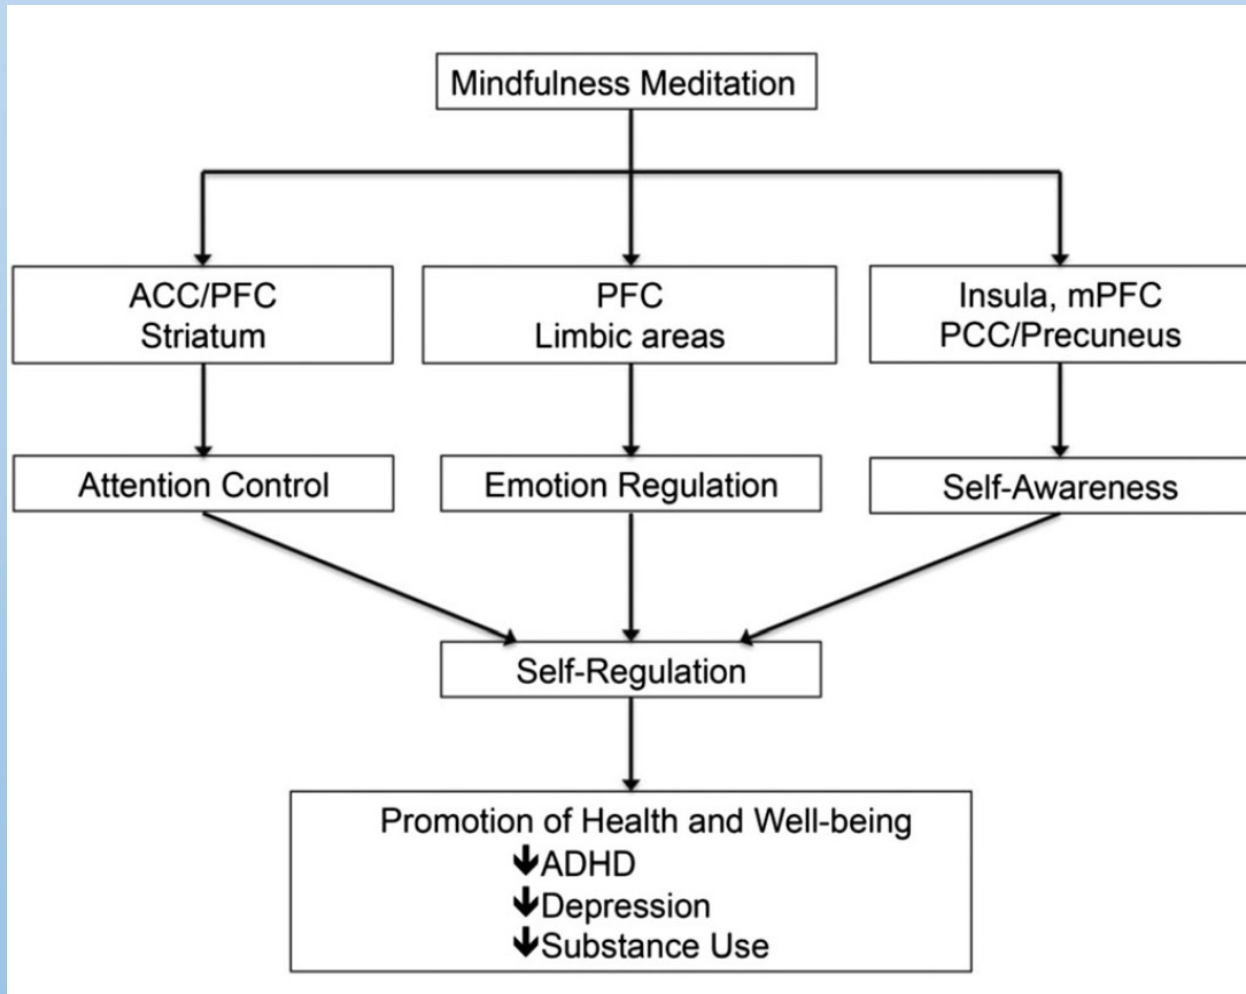 Mindfulness Meditation
ACC/PFC
Striatum
PFC
Limbic areas
Insula, mPFC
PCC/Precuneus
Attention Control
Emotion Regulation
Self-Awareness
Self-Regulation
Promotion of Health and Well-being
↓ADHD
↓Depression
↓Substance Use